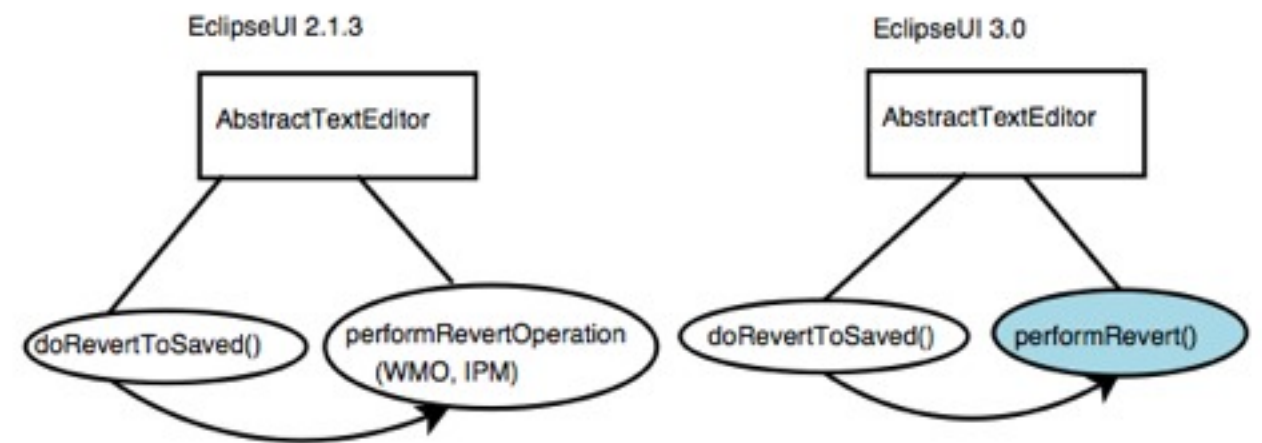 EclipseUI 2.1.3
AbstractTextEditor
doRevertToSaved()
performRevertOperation
(WMO, IPM)
EclipseUI 3.0
AbstractTextEditor
doRevertToSaved()
performRevert()